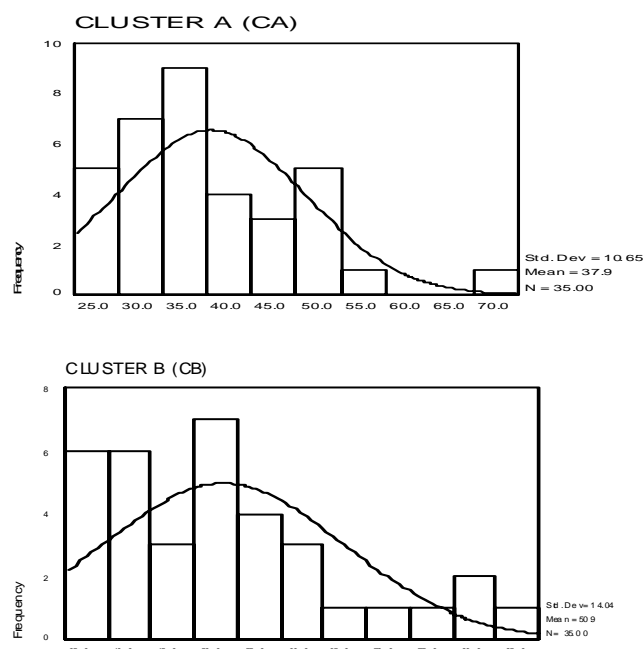 CLUSTER A (CA)
10
8
6
4
2
0
Frequency
25.0 30.0 35.0 40.0 45.0 50.0 55.0 60.0 65.0 70.0
Std. Dev = 10.65
Mean = 37.9
N = 35.00
CLUSTER B (CB)
8
6
4
2
0
Frequency
Std. Dev = 14.04
Mean = 50.9
N = 35.00